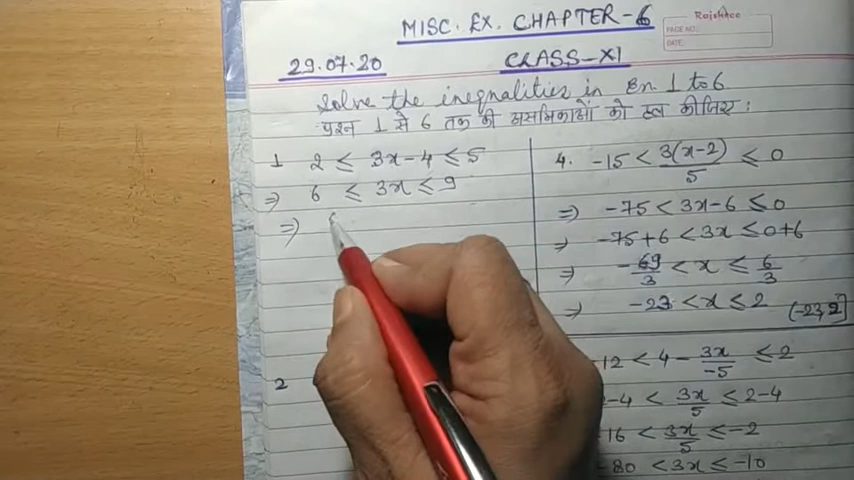 MISC. EX. CHAPTER-6
Rajshree
PAGE NO.:
DATE:
29.07.20
CLASS-XI
Solve the inequalities in Ex. 1 to 6
प्रश्न 1 से 6 तक की असमिकाओं को हल कीजिए:
1 2 ≤ 3x-4 ≤ 5
⇒ 6 ≤ 3x ≤ 9
⇒
2
4. -15 < 3(x-2)/5 ≤ 0
⇒ -75 < 3x-6 ≤ 0
⇒ -75+6 < 3x ≤ 0+6
⇒ -69/3 < x ≤ 6/3
⇒ -23 < x ≤ 2 (-23,2]
12 < 4 - 3x/-5 ≤ 2
-4 < 3x/5 ≤ 2-4
16 < 3x/5 ≤ -2
-80 < 3x ≤ -10